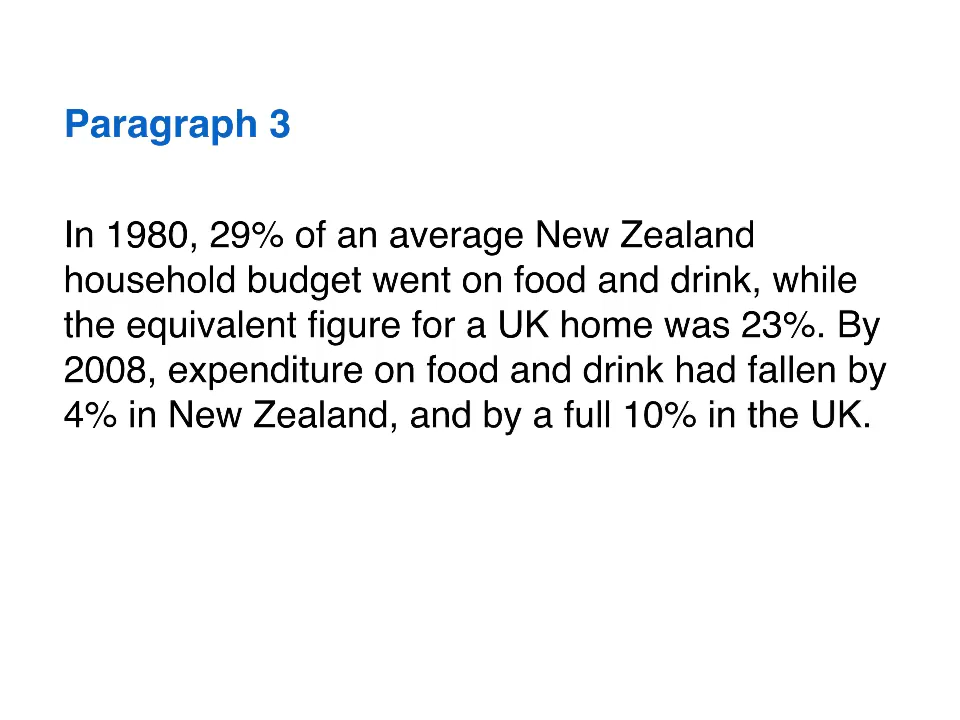 Paragraph 3
In 1980, 29% of an average New Zealand
household budget went on food and drink, while
the equivalent figure for a UK home was 23%. By
2008, expenditure on food and drink had fallen by
4% in New Zealand, and by a full 10% in the UK.